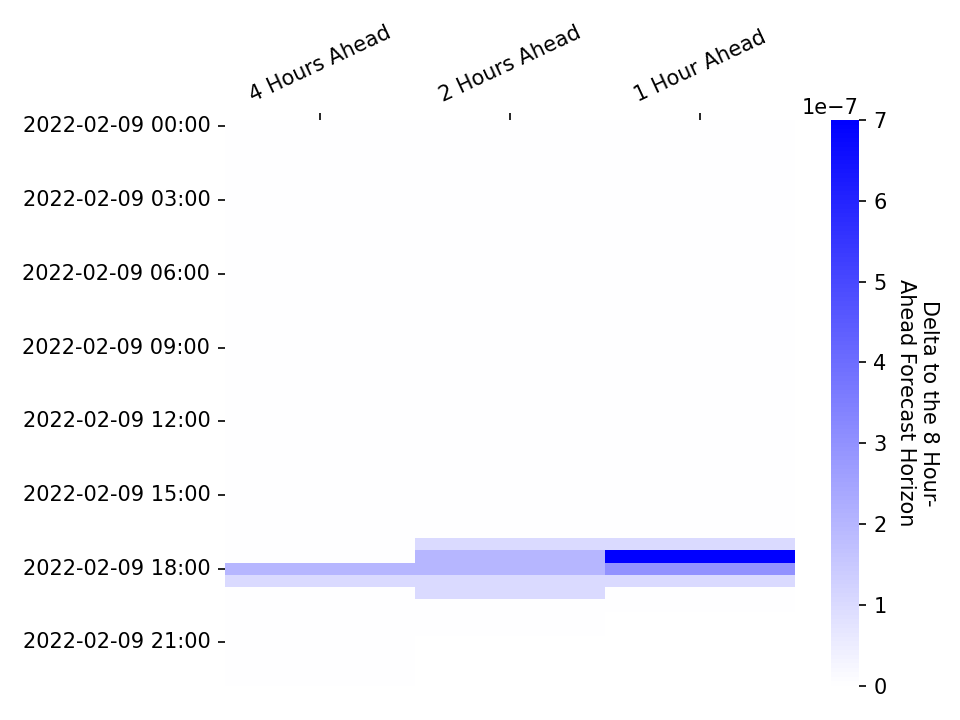 4 Hours Ahead
2 Hours Ahead
1 Hour Ahead
1e−7
2022-02-09 00:00
2022-02-09 03:00
2022-02-09 06:00
2022-02-09 09:00
2022-02-09 12:00
2022-02-09 15:00
2022-02-09 18:00
2022-02-09 21:00
7
6
5
4
3
2
1
0
Delta to the 8 Hour-
Ahead Forecast Horizon